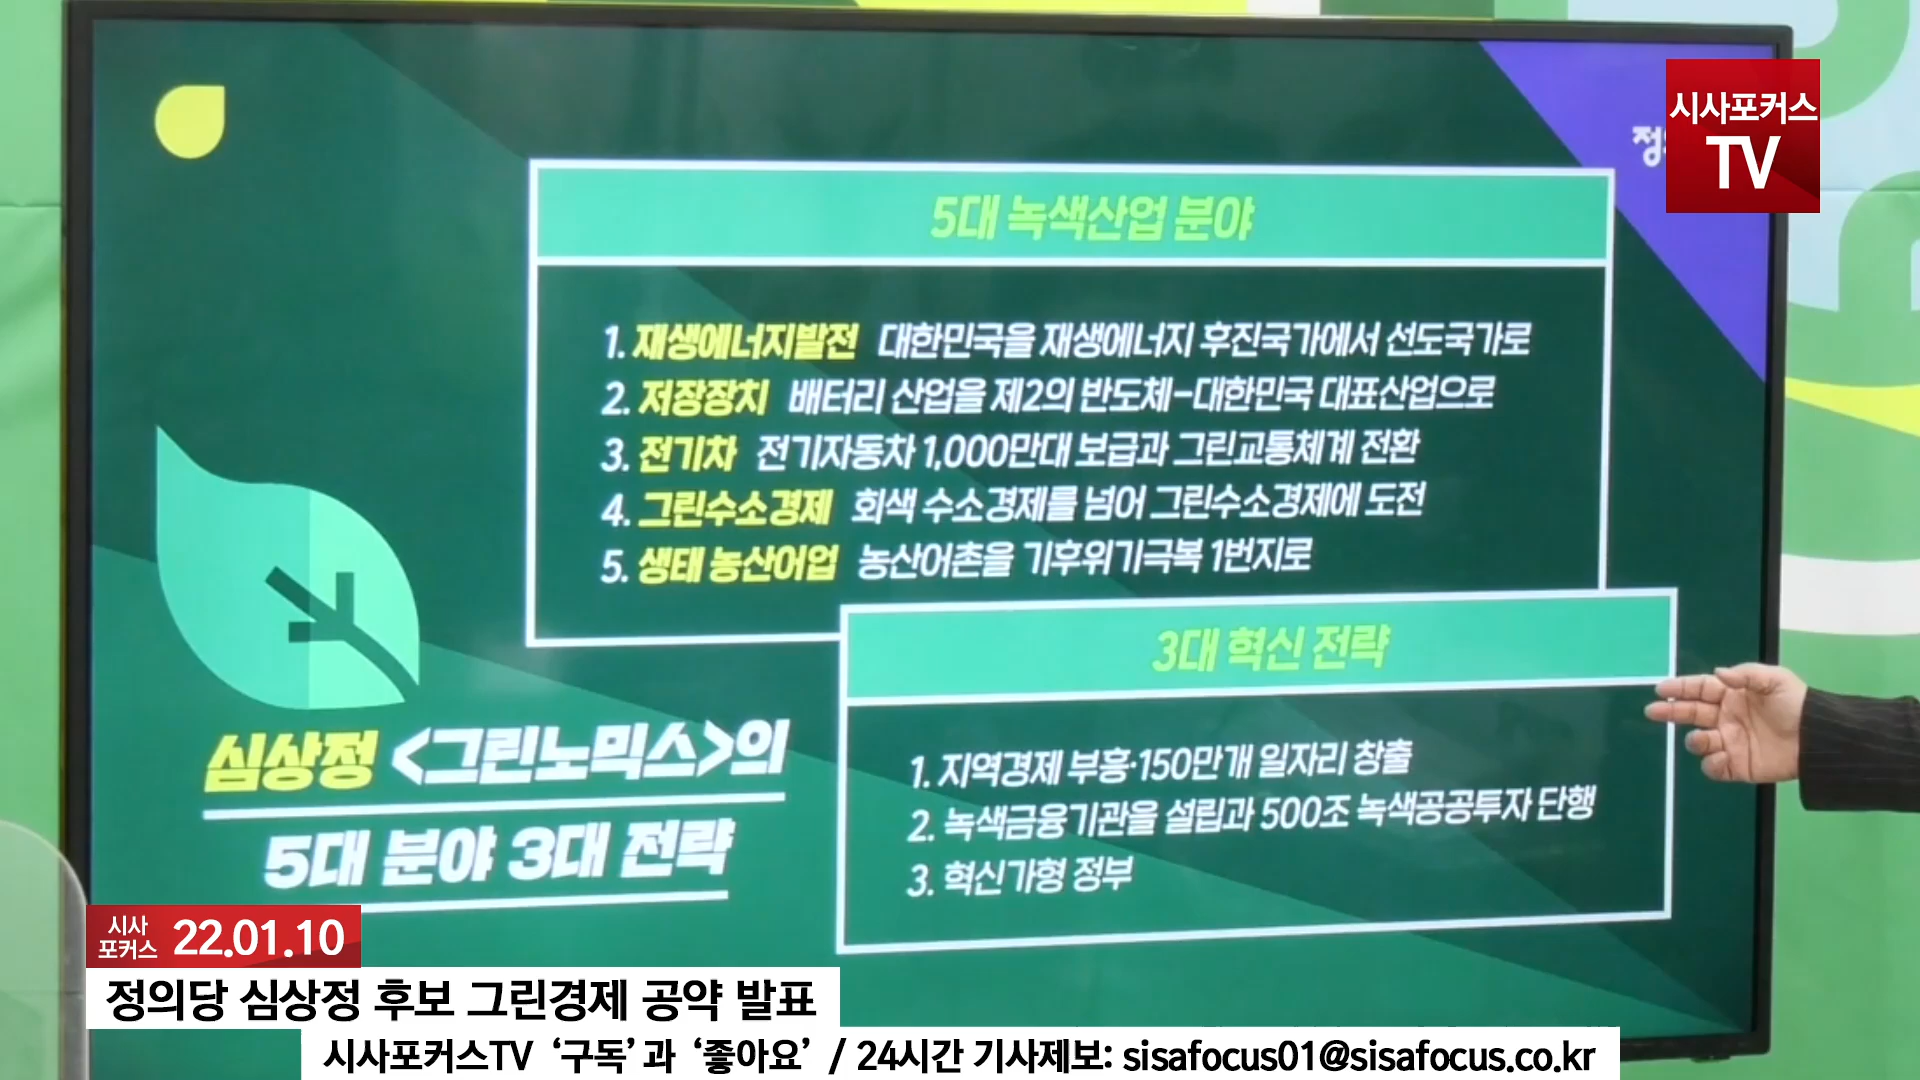 시사포커스
TV
5대 녹색산업 분야
1. 재생에너지발전 대한민국을 재생에너지 후진국가에서 선도국가로
2. 저장장치 배터리 산업을 제2의 반도체-대한민국 대표산업으로
3. 전기차 전기자동차 1,000만대 보급과 그린교통체계 전환
4. 그린수소경제 회색 수소경제를 넘어 그린수소경제에 도전
5. 생태 농산어업 농산어촌을 기후위기극복 1번지로
3대 혁신 전략
1. 지역경제 부흥·150만개 일자리 창출
2. 녹색금융기관을 설립과 500조 녹색공공투자 단행
3. 혁신가형 정부
심상정 <그린노믹스>의
5대 분야 3대 전략
시사
포커스 22.01.10
정의당 심상정 후보 그린경제 공약 발표
시사포커스TV ‘구독’과 ‘좋아요’ / 24시간 기사제보: sisafocus01@sisafocus.co.kr